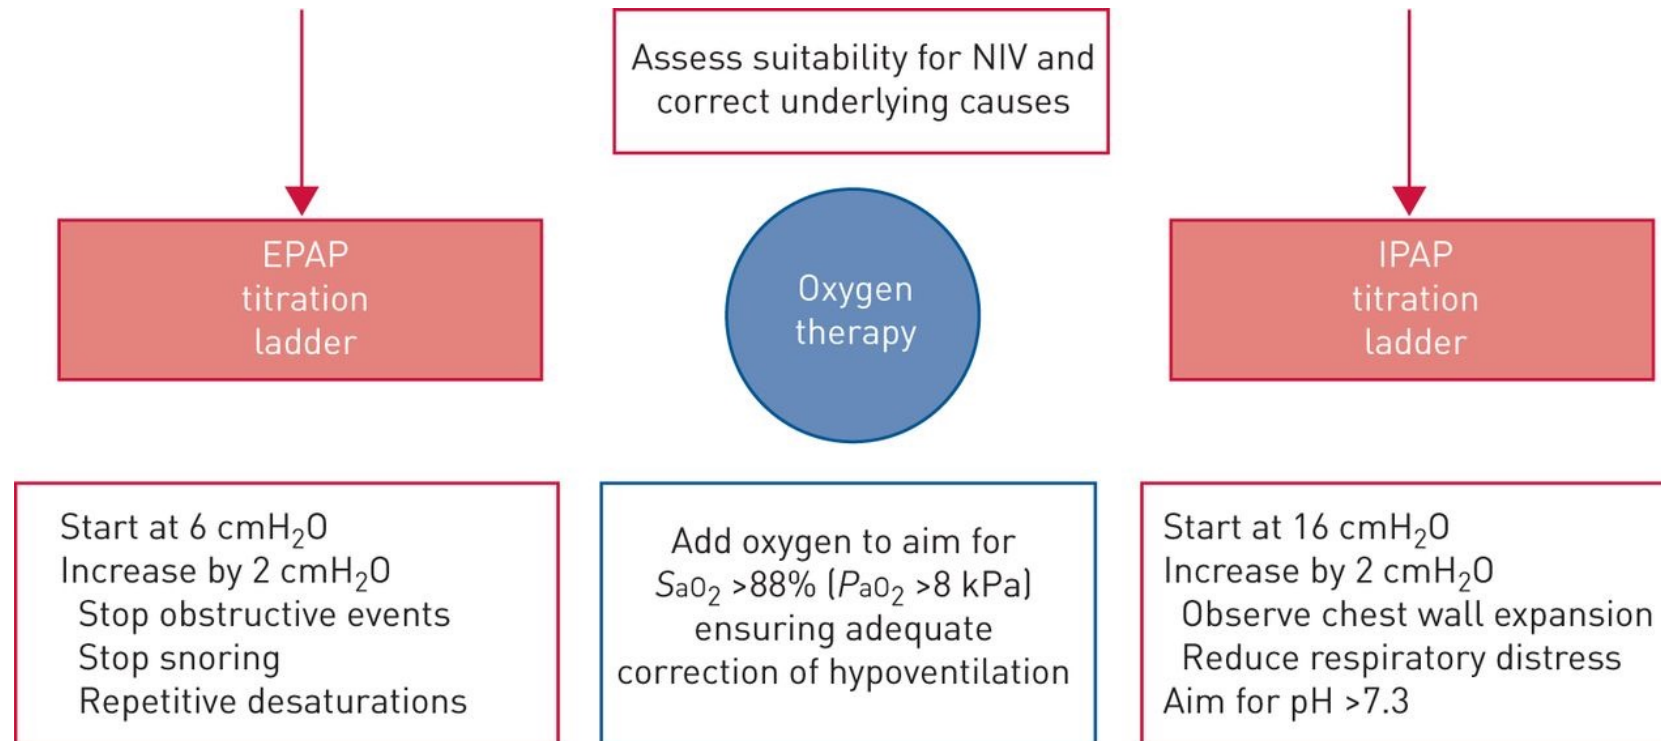 Assess suitability for NIV and
correct underlying causes
EPAP
titration
ladder
Oxygen
therapy
IPAP
titration
ladder
Start at 6 cmH₂O
Increase by 2 cmH₂O
Stop obstructive events
Stop snoring
Repetitive desaturations
Add oxygen to aim for
SaO₂ >88% (PaO₂ >8 kPa)
ensuring adequate
correction of hypoventilation
Start at 16 cmH₂O
Increase by 2 cmH₂O
Observe chest wall expansion
Reduce respiratory distress
Aim for pH >7.3